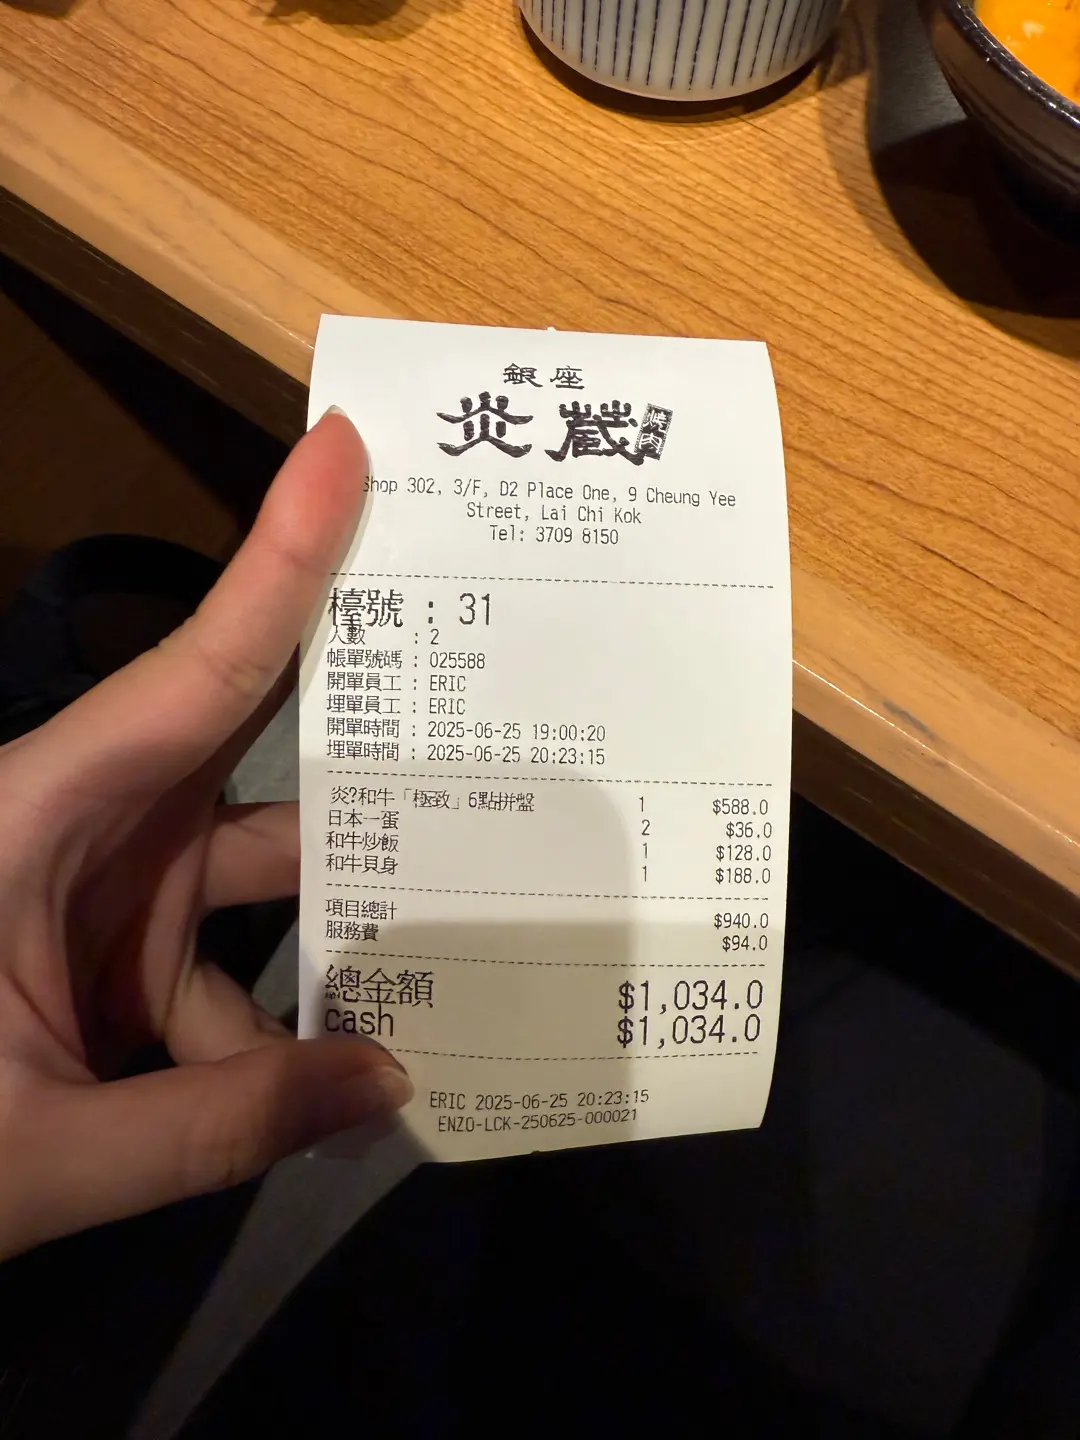 銀座
炎蔵 焼肉
Shop 302, 3/F, D2 Place One, 9 Cheung Yee
Street, Lai Chi Kok
Tel: 3709 8150
檯號 : 31
人數 : 2
帳單號碼 : 025588
開單員工 : ERIC
埋單員工 : ERIC
開單時間 : 2025-06-25 19:00:20
埋單時間 : 2025-06-25 20:23:15
炎?和牛「極致」6點拼盤 1 $588.0
日本一蛋 2 $36.0
和牛炒飯 1 $128.0
和牛貝身 1 $188.0
項目總計 $940.0
服務費 $94.0
總金額 $1,034.0
cash $1,034.0
ERIC 2025-06-25 20:23:15
ENZO-LCK-250625-000021